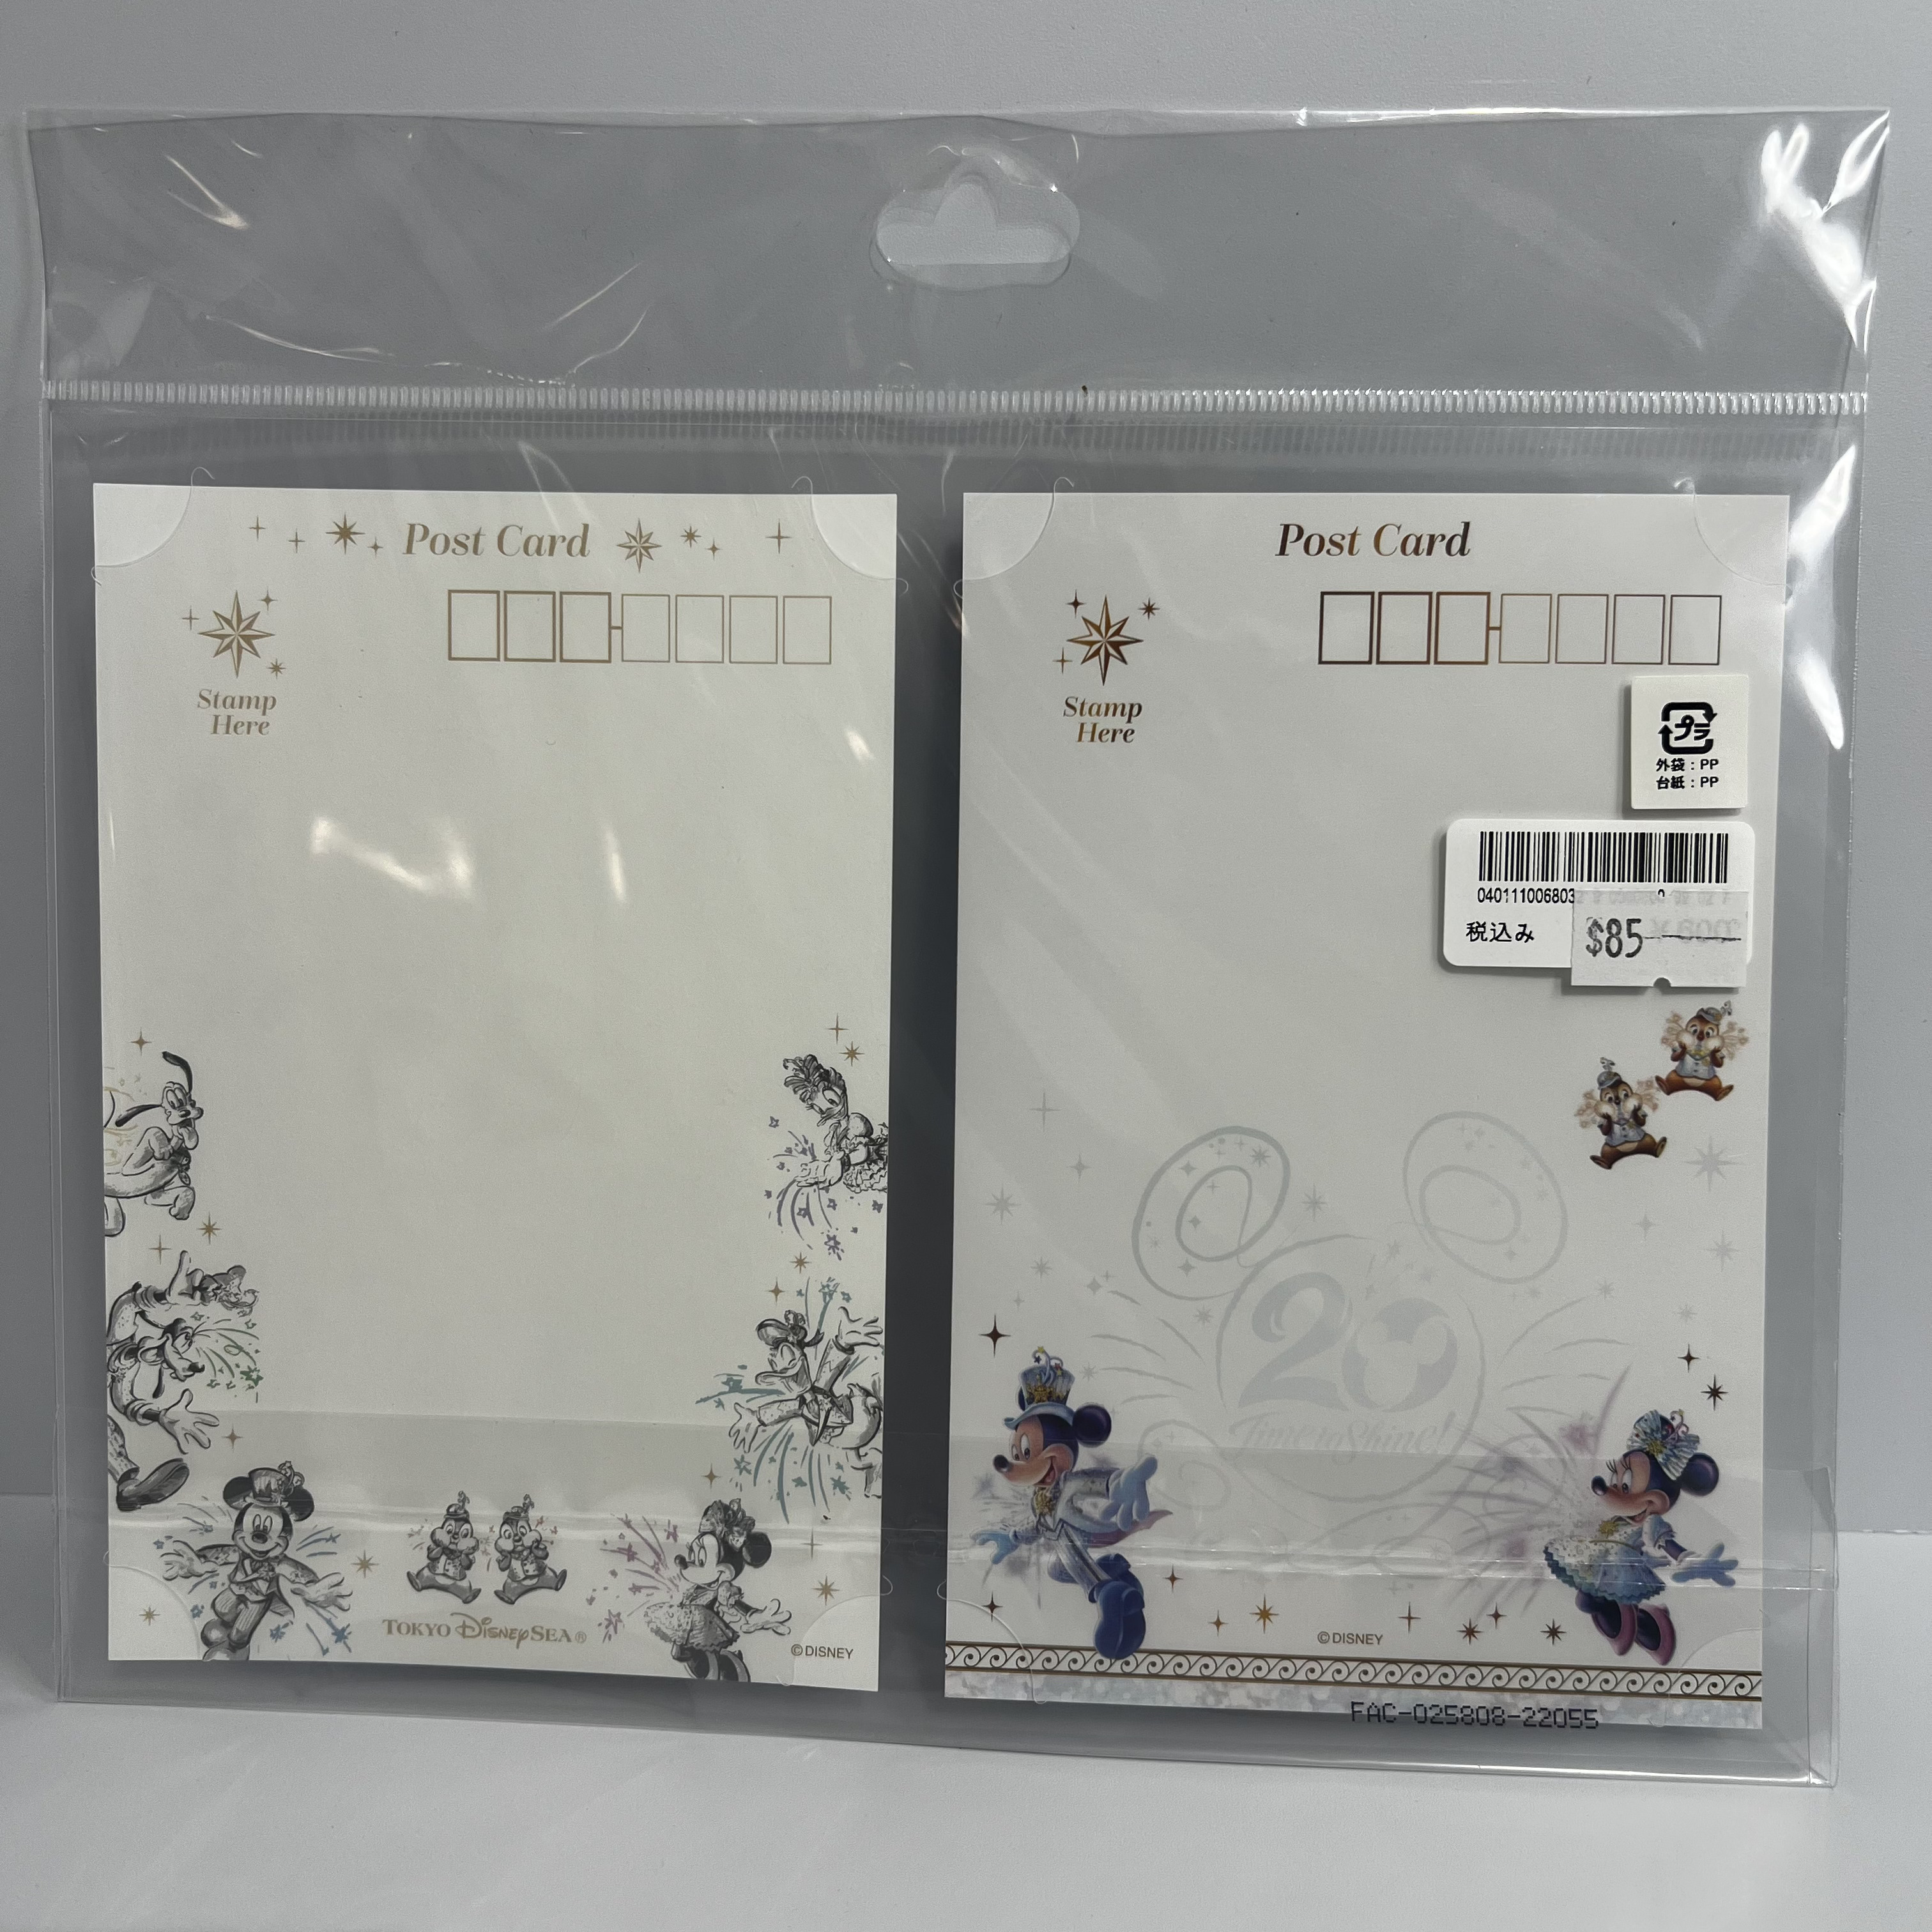 Post Card
Stamp
Here
TOKYO DISNEYSEA®
©DISNEY
Post Card
Stamp
Here
プラ
外袋：PP
台紙：PP
040111006803
税込み
$85
20
Time to Shine!
©DISNEY
FAC-025808-22055